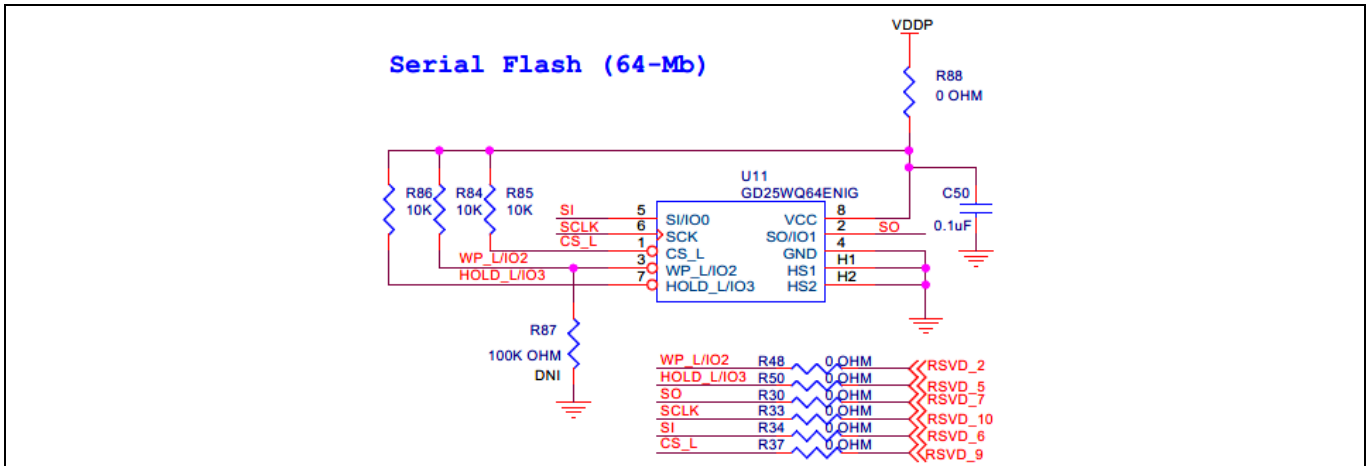 VDDP
Serial Flash (64-Mb)
R88
0 OHM
U11
GD25WQ64ENIG
R86 R84 R85
10K 10K 10K
C50
0.1uF
SI 5 SI/IO0 VCC 8
SCLK 6 SCK SO/IO1 2 SO
CS_L 1 CS_L GND 4
WP_L/IO2 3 WP_L/IO2 HS1 H1
HOLD_L/IO3 7 HOLD_L/IO3 HS2 H2
R87
100K OHM
DNI
WP_L/IO2 R48 0 OHM RSVD_2
HOLD_L/IO3 R50 0 OHM RSVD_5
SO R30 0 OHM RSVD_7
SCLK R33 0 OHM RSVD_10
SI R34 0 OHM RSVD_6
CS_L R37 0 OHM RSVD_9